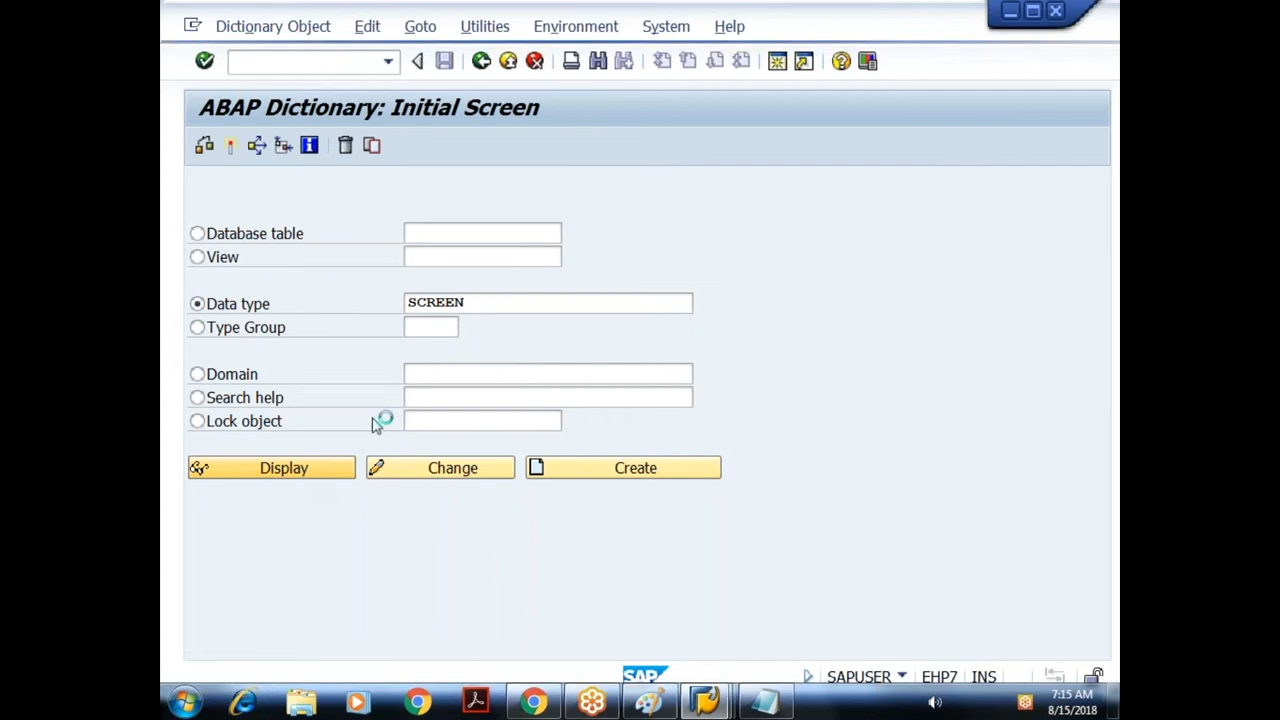 Dictionary Object Edit Goto Utilities Environment System Help
ABAP Dictionary: Initial Screen
Database table
View
Data type SCREEN
Type Group
Domain
Search help
Lock object
Display Change Create
SAP SAPUSER EHP7 INS
7:15 AM
8/15/2018